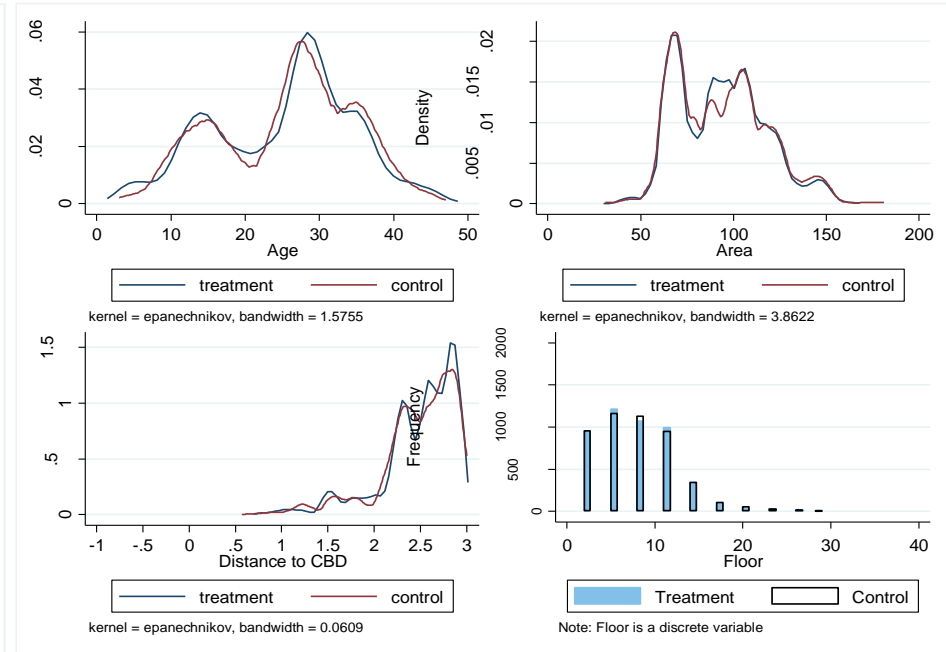 .06
.04
.02
0
0 10 20 30 40 50
Age
treatment control
kernel = epanechnikov, bandwidth = 1.5755
Density
.02
.015
.01
.005
0
0 50 100 150 200
Area
treatment control
kernel = epanechnikov, bandwidth = 3.8622
1.5
1
.5
0
-1 -.5 0 .5 1 1.5 2 2.5 3
Distance to CBD
treatment control
kernel = epanechnikov, bandwidth = 0.0609
Frequency
2000
1500
1000
500
0
0 10 20 30 40
Floor
Treatment Control
Note: Floor is a discrete variable